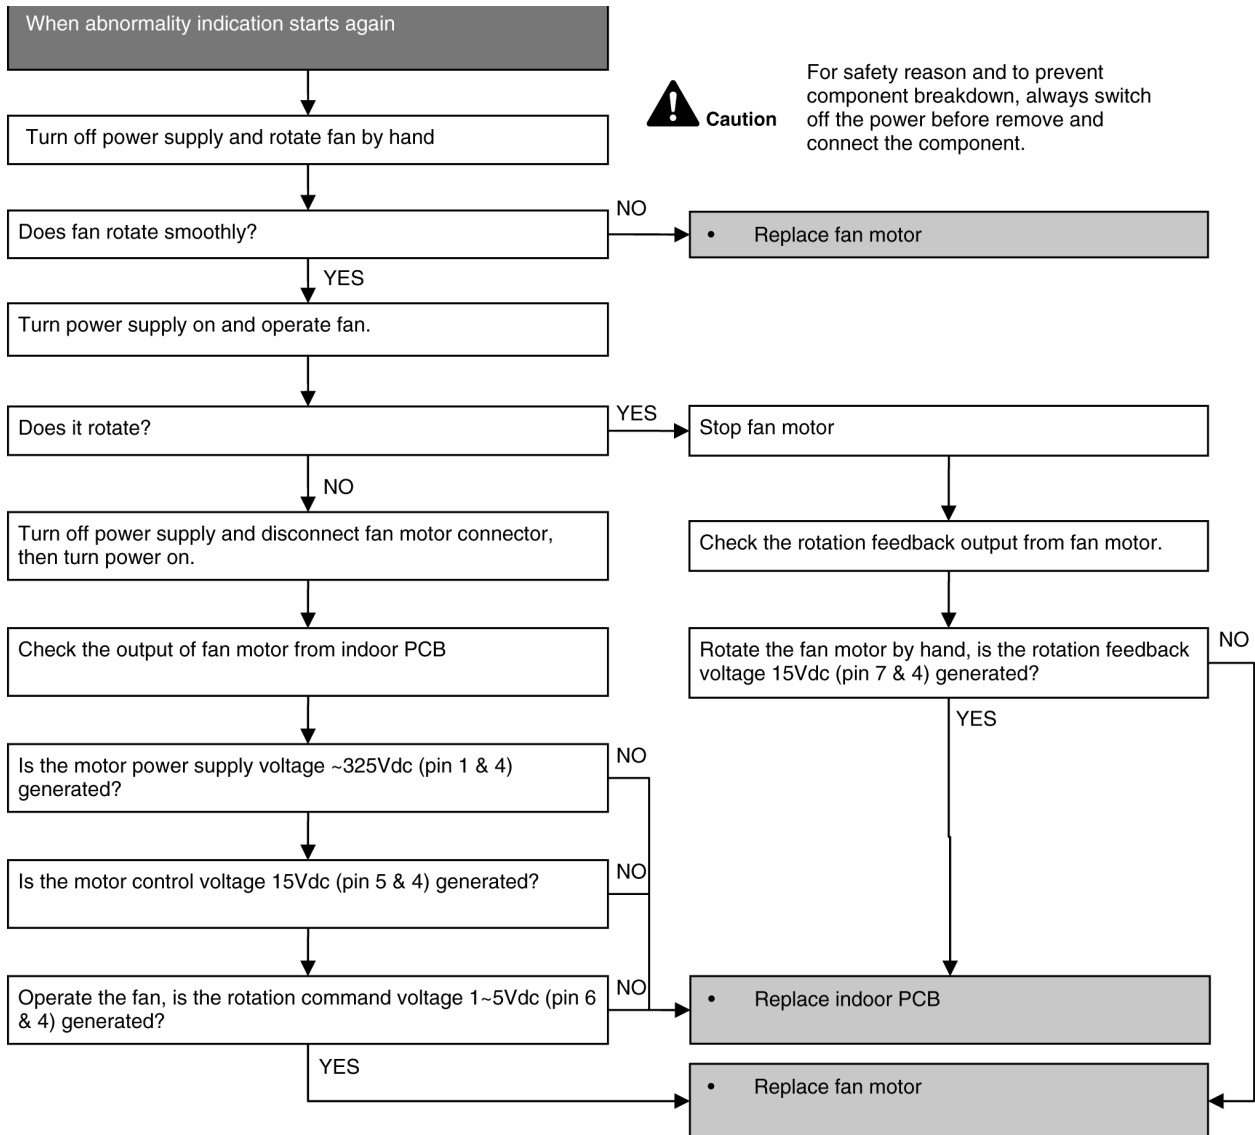 When abnormality indication starts again
Caution
For safety reason and to prevent
component breakdown, always switch
off the power before remove and
connect the component.
Turn off power supply and rotate fan by hand
Does fan rotate smoothly?
NO
• Replace fan motor
YES
Turn power supply on and operate fan.
Does it rotate?
YES
Stop fan motor
NO
Turn off power supply and disconnect fan motor connector,
then turn power on.
Check the rotation feedback output from fan motor.
Check the output of fan motor from indoor PCB
Rotate the fan motor by hand, is the rotation feedback
voltage 15Vdc (pin 7 & 4) generated?
NO
YES
Is the motor power supply voltage ~325Vdc (pin 1 & 4)
generated?
NO
Is the motor control voltage 15Vdc (pin 5 & 4) generated?
NO
Operate the fan, is the rotation command voltage 1~5Vdc (pin 6
& 4) generated?
NO
• Replace indoor PCB
YES
• Replace fan motor